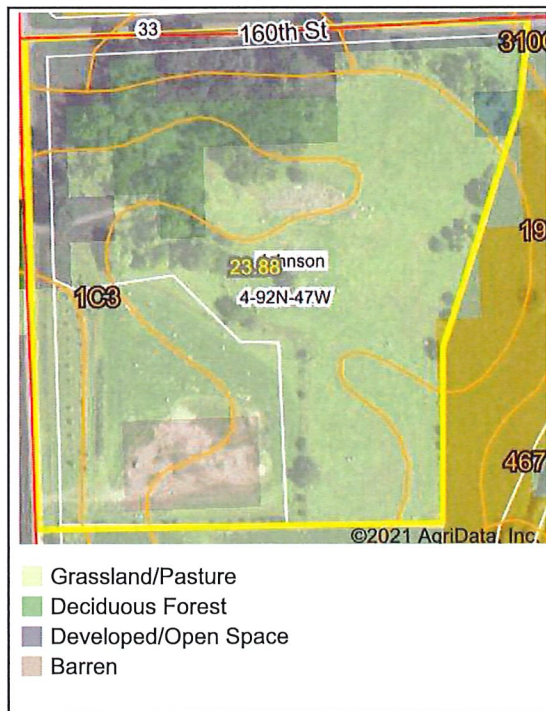 33
160th St
3100
19
23.88
Johnson
1C3
4-92N-47W
467
©2021 AgriData, Inc.
Grassland/Pasture
Deciduous Forest
Developed/Open Space
Barren